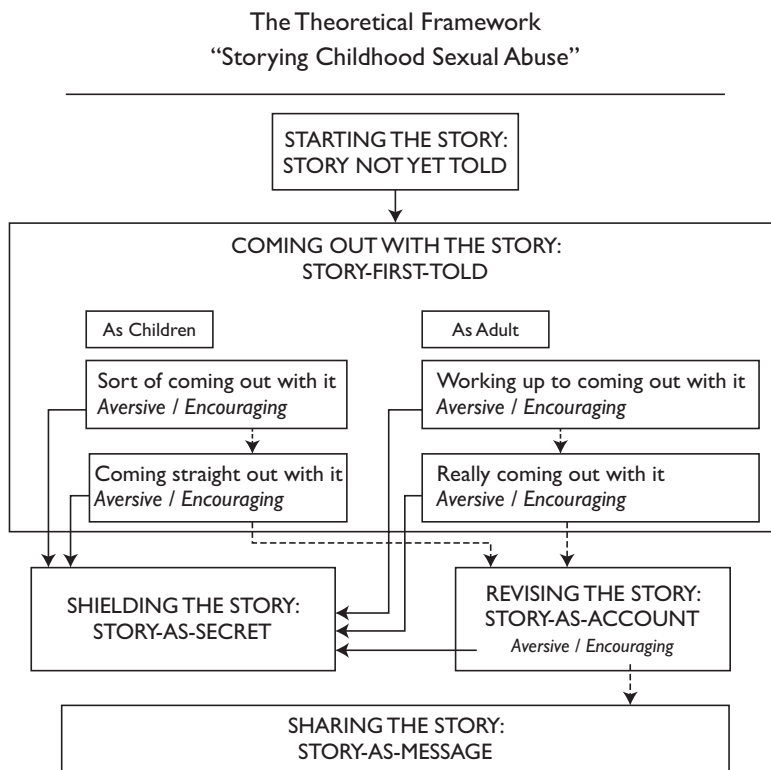 The Theoretical Framework
“Storying Childhood Sexual Abuse”
STARTING THE STORY:
STORY NOT YET TOLD
COMING OUT WITH THE STORY:
STORY-FIRST-TOLD
As Children
As Adult
Sort of coming out with it
Aversive / Encouraging
Working up to coming out with it
Aversive / Encouraging
Coming straight out with it
Aversive / Encouraging
Really coming out with it
Aversive / Encouraging
SHIELDING THE STORY:
STORY-AS-SECRET
REVISING THE STORY:
STORY-AS-ACCOUNT
Aversive / Encouraging
SHARING THE STORY:
STORY-AS-MESSAGE